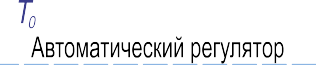 T₀
Автоматический регулятор